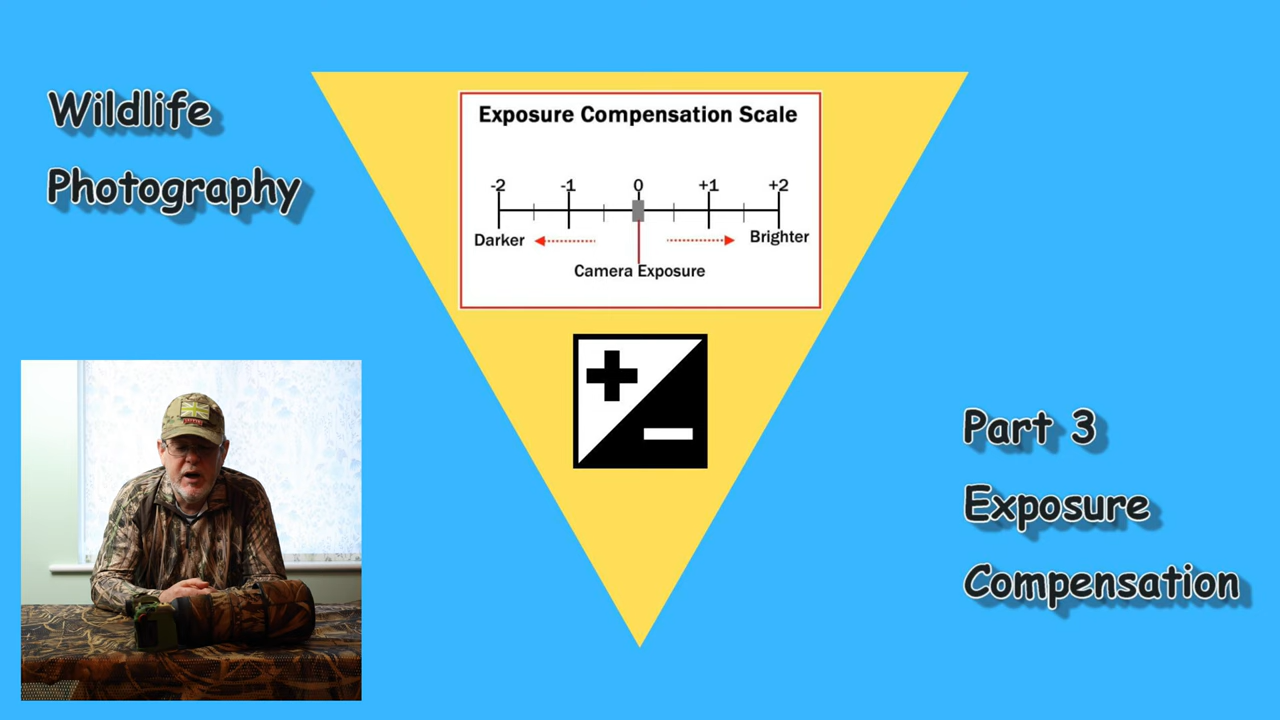 Wildlife
Photography
Exposure Compensation Scale
-2 -1 0 +1 +2
Darker Brighter
Camera Exposure
Part 3
Exposure
Compensation